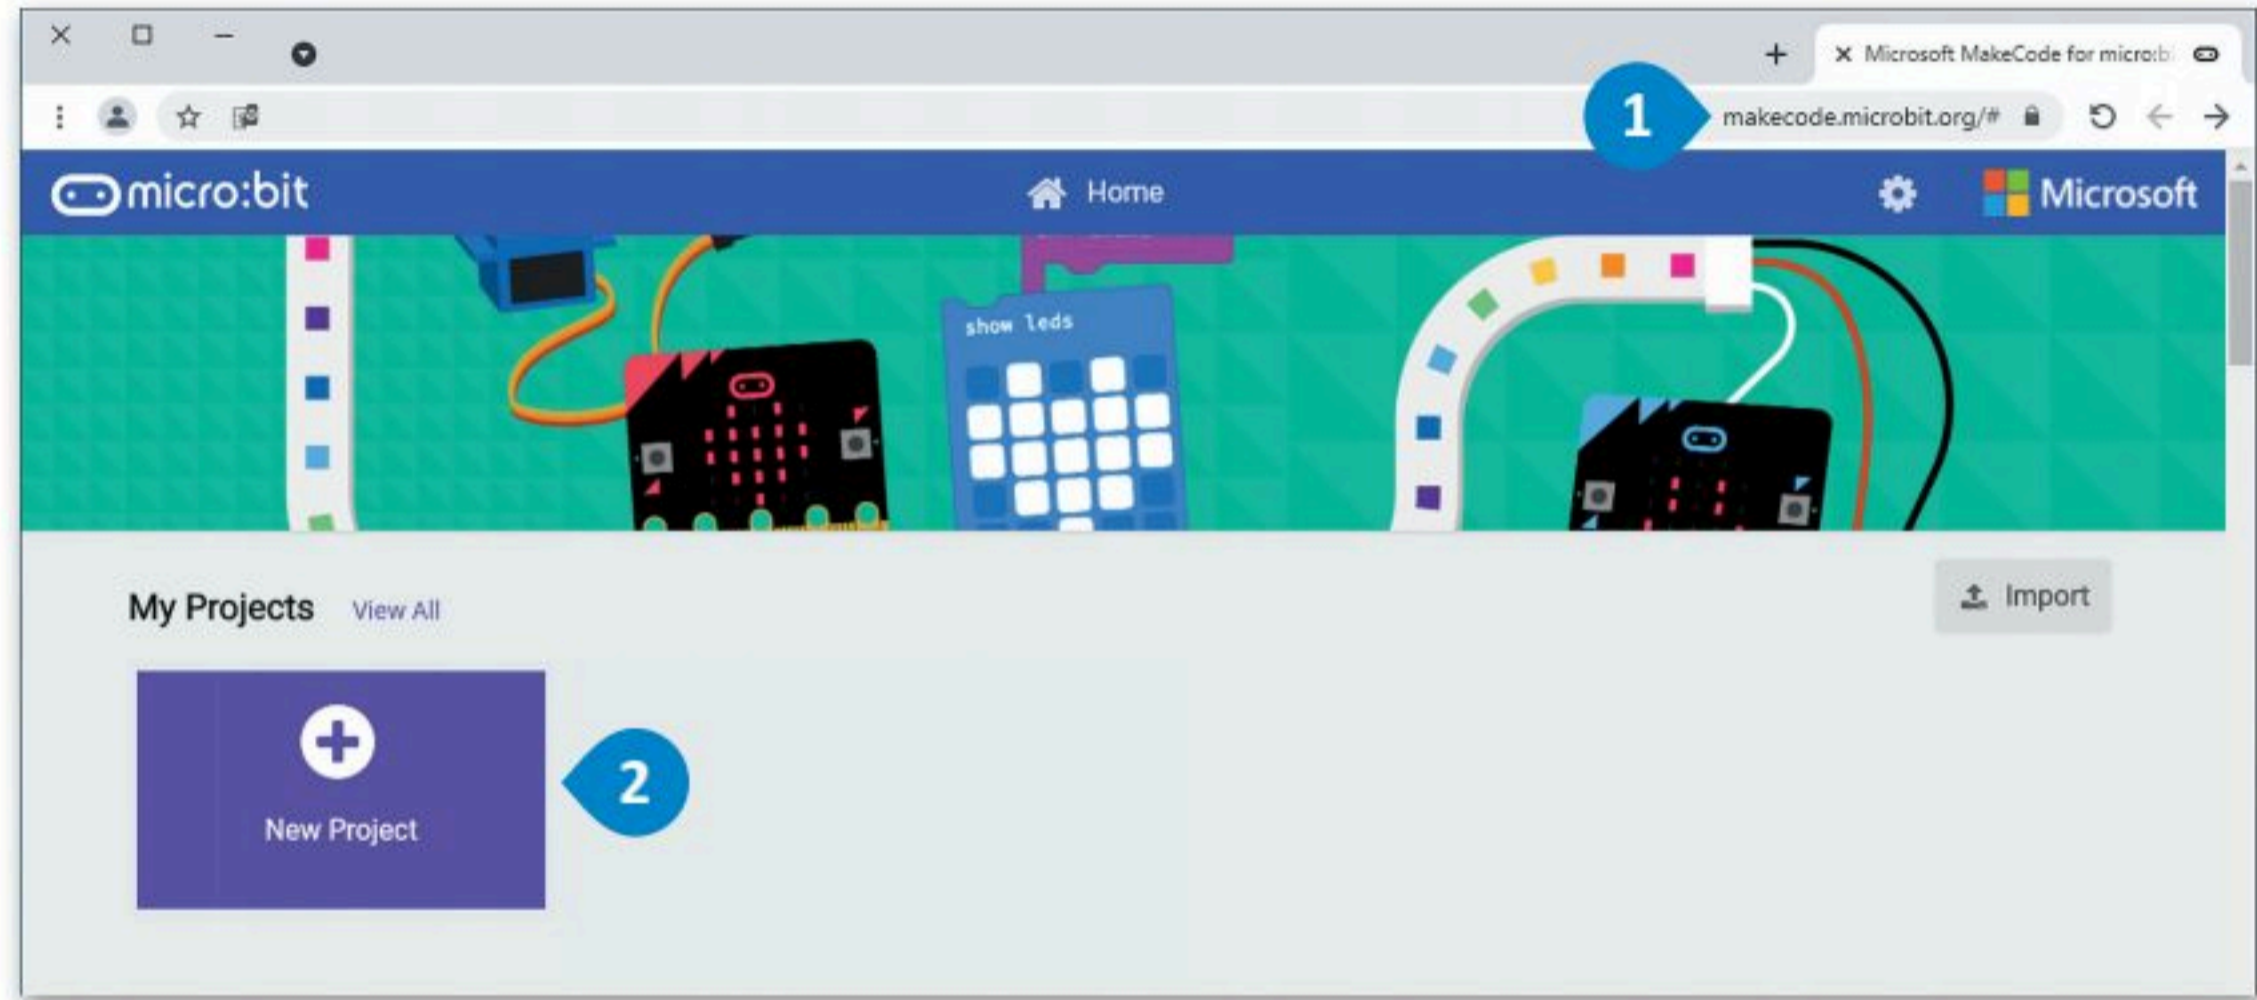 Microsoft MakeCode for micro:b
1
makecode.microbit.org/#
micro:bit
Home
Microsoft
show leds
My Projects
View All
Import
New Project
2